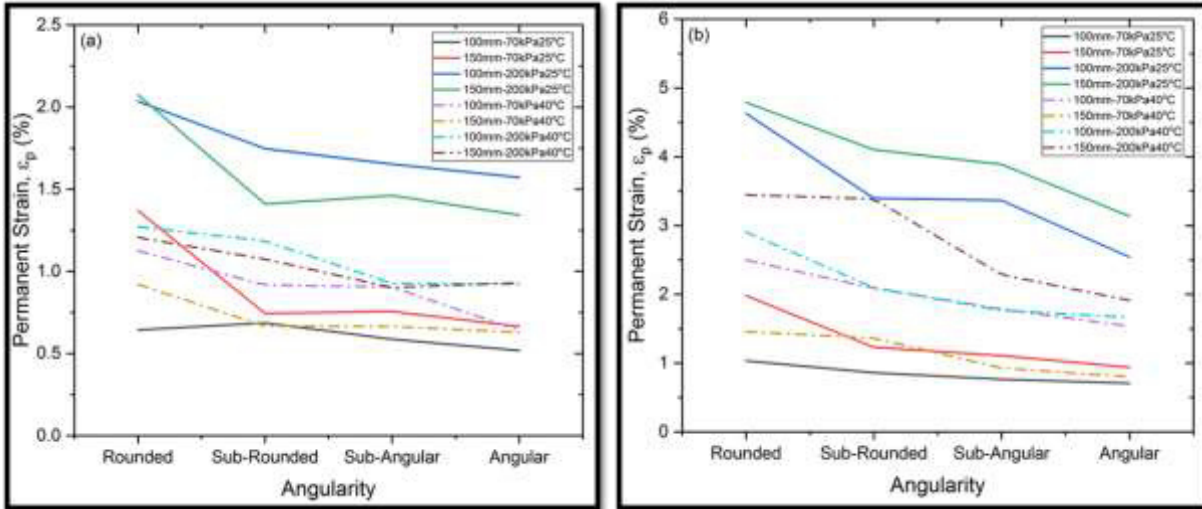 (a)
100mm-70kPa25°C
150mm-70kPa25°C
100mm-200kPa25°C
150mm-200kPa25°C
100mm-70kPa40°C
150mm-70kPa40°C
100mm-200kPa40°C
150mm-200kPa40°C
Permanent Strain, εp (%)
2.5
2.0
1.5
1.0
0.5
0.0
Rounded Sub-Rounded Sub-Angular Angular
Angularity
(b)
100mm-70kPa25°C
150mm-70kPa25°C
100mm-200kPa25°C
150mm-200kPa25°C
100mm-70kPa40°C
150mm-70kPa40°C
100mm-200kPa40°C
150mm-200kPa40°C
Permanent Strain, εp (%)
6
5
4
3
2
1
0
Rounded Sub-Rounded Sub-Angular Angular
Angularity